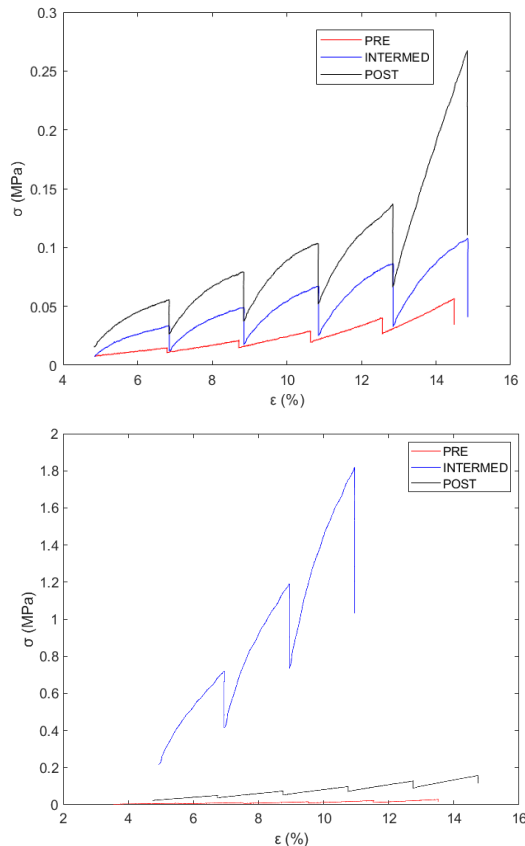 0.3
0.25
0.2
0.15
0.1
0.05
0
σ (MPa)
4 6 8 10 12 14 16
ε (%)
PRE
INTERMED
POST
2
1.8
1.6
1.4
1.2
1
0.8
0.6
0.4
0.2
0
σ (MPa)
2 4 6 8 10 12 14 16
ε (%)
PRE
INTERMED
POST